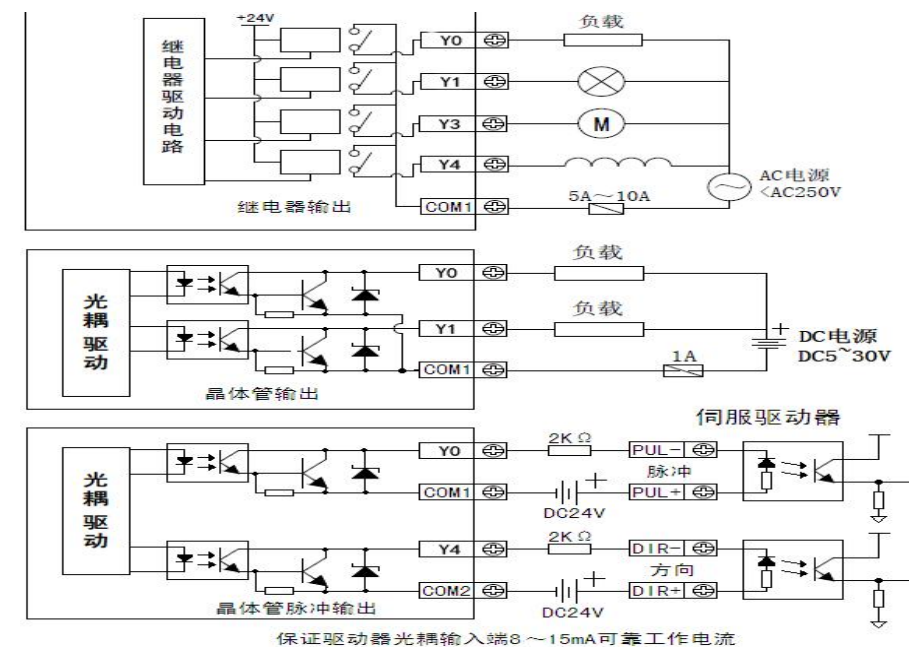 +24V
继电器驱动电路
Y0
负载
Y1
Y3
M
Y4
AC电源
<AC250V
继电器输出
COM1
5A～10A
光耦驱动
Y0
负载
Y1
负载
DC电源
DC5~30V
COM1
1A
晶体管输出
伺服驱动器
光耦驱动
Y0
2KΩ
PUL-
脉冲
COM1
DC24V
PUL+
Y4
2KΩ
DIR-
方向
COM2
DC24V
DIR+
晶体管脉冲输出
保证驱动器光耦输入端8～15mA可靠工作电流